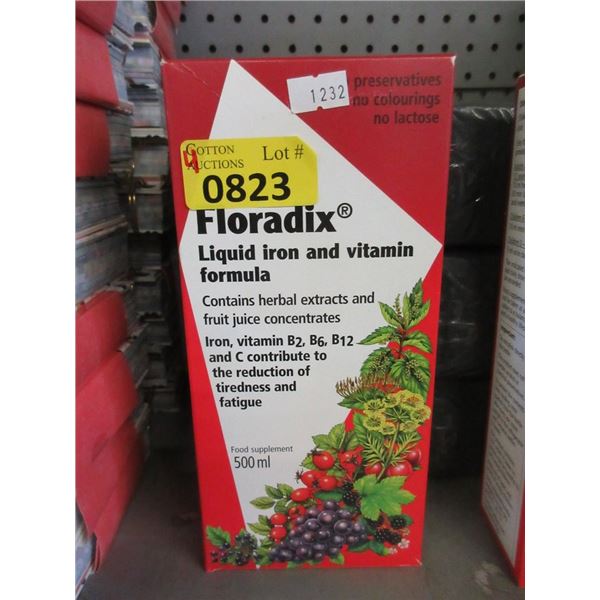 1232
preservatives
no colourings
no lactose
4
COTTON
AUCTIONS
Lot #
0823
Floradix®
Liquid iron and vitamin
formula
Contains herbal extracts and
fruit juice concentrates
Iron, vitamin B2, B6, B12
and C contribute to
the reduction of
tiredness and
fatigue
Food supplement
500 ml